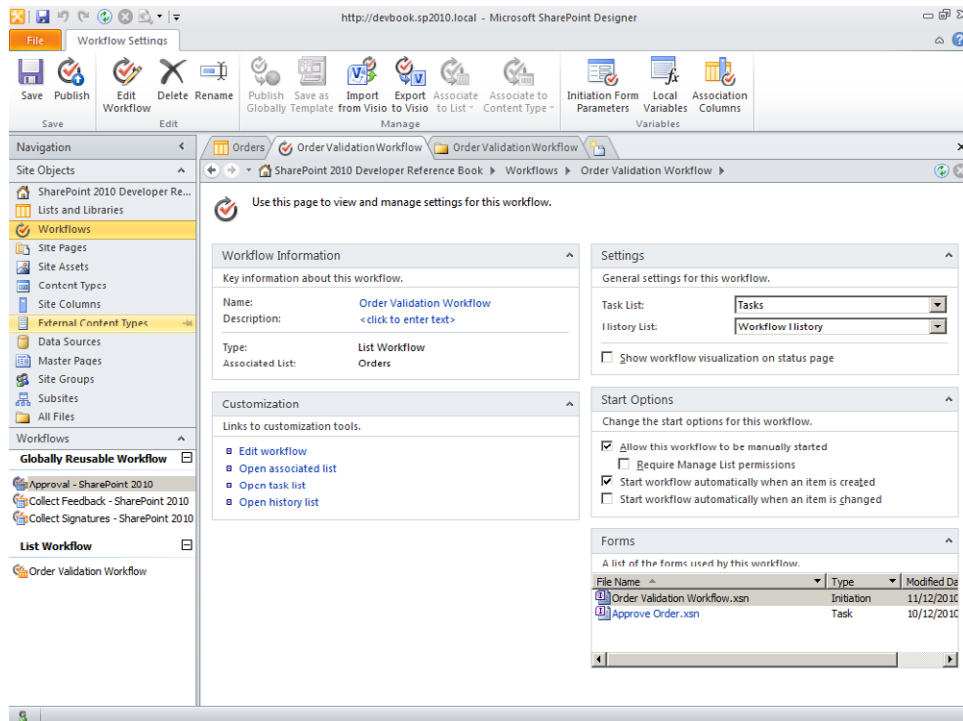 http://devbook.sp2010.local - Microsoft SharePoint Designer
File Workflow Settings
Save Publish Edit Workflow Delete Rename Publish Globally Save as Template Import from Visio Export to Visio Associate to List Associate to Content Type Initiation Form Parameters Local Variables Association Columns
Save Edit Manage Variables
Navigation
Orders Order Validation Workflow Order Validation Workflow
Site Objects
SharePoint 2010 Developer Reference Book Workflows Order Validation Workflow
SharePoint 2010 Developer Re...
Lists and Libraries
Workflows
Site Pages
Site Assets
Content Types
Site Columns
External Content Types
Data Sources
Master Pages
Site Groups
Subsites
All Files
Workflows
Globally Reusable Workflow
Approval - SharePoint 2010
Collect Feedback - SharePoint 2010
Collect Signatures - SharePoint 2010
List Workflow
Order Validation Workflow
Use this page to view and manage settings for this workflow.
Workflow Information
Key information about this workflow.
Name: Order Validation Workflow
Description: <click to enter text>
Type: List Workflow
Associated List: Orders
Customization
Links to customization tools.
Edit workflow
Open associated list
Open task list
Open history list
Settings
General settings for this workflow.
Task List: Tasks
History List: Workflow History
Show workflow visualization on status page
Start Options
Change the start options for this workflow.
Allow this workflow to be manually started
Require Manage List permissions
Start workflow automatically when an item is created
Start workflow automatically when an item is changed
Forms
A list of the forms used by this workflow.
File Name Type Modified Da
Order Validation Workflow.xsn Initiation 11/12/2010
Approve Order.xsn Task 10/12/2010